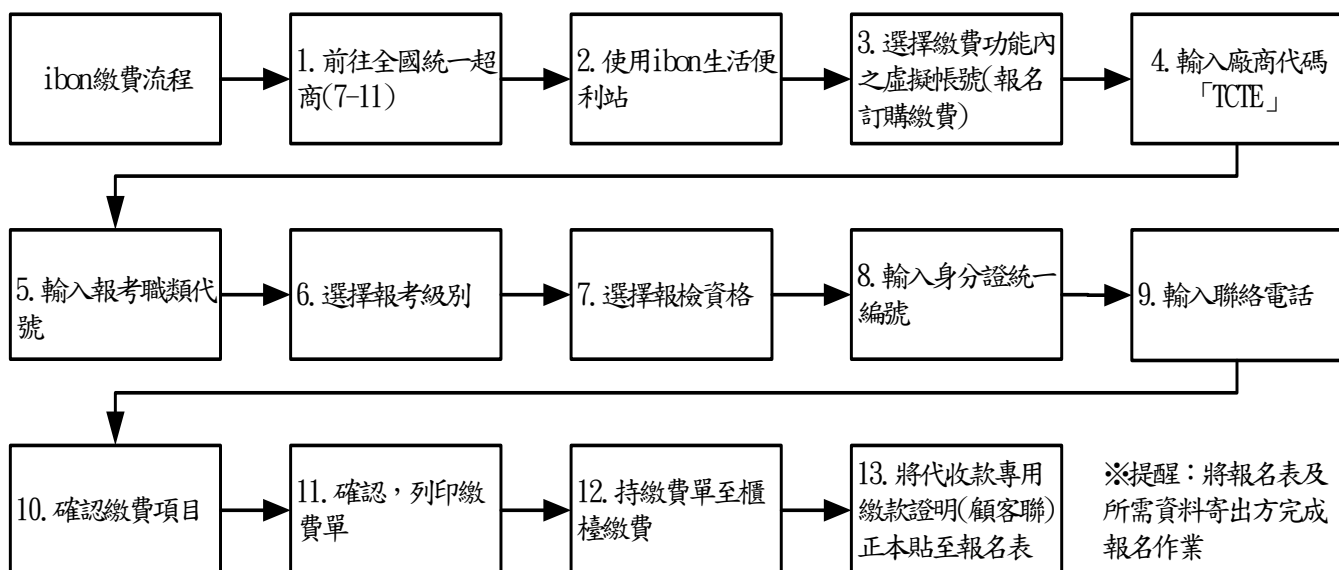 ibon繳費流程
1. 前往全國統一超
商(7-11)
2. 使用ibon生活便
利站
3. 選擇繳費功能內
之虛擬帳號(報名
訂購繳費)
4. 輸入廠商代碼
「TCTE」
5. 輸入報考職類代
號
6. 選擇報考級別
7. 選擇報檢資格
8. 輸入身分證統一
編號
9. 輸入聯絡電話
10. 確認繳費項目
11. 確認，列印繳
費單
12. 持繳費單至櫃
檯繳費
13. 將代收款專用
繳款證明(顧客聯)
正本貼至報名表
※提醒：將報名表及
所需資料寄出方完成
報名作業